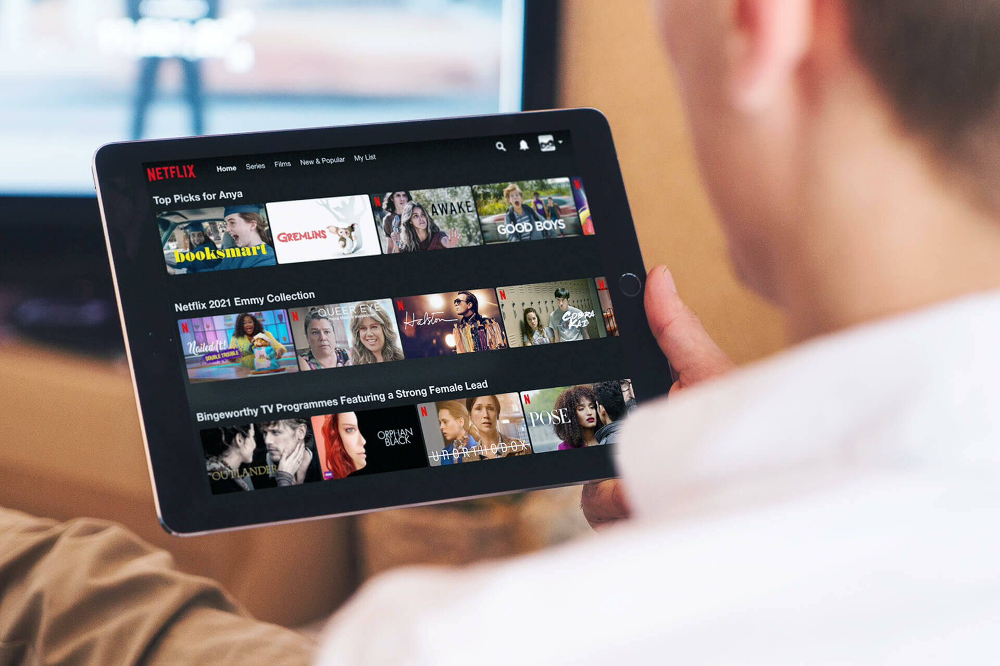 NETFLIX Home Series Films New & Popular My List
Top Picks for Anya
booksmart
GREMLINS
N
AWAKE
GOOD BOYS
N
Netflix 2021 Emmy Collection
N
Nailed It!
DOUBLE TROUBLE
N
QUEER EYE
more than a makeover
N
Halston
N
COBRA
KAI
N
Bingeworthy TV Programmes Featuring a Strong Female Lead
OUTLANDER
ORPHAN
BLACK
N
UNORTHODOX
N
POSE